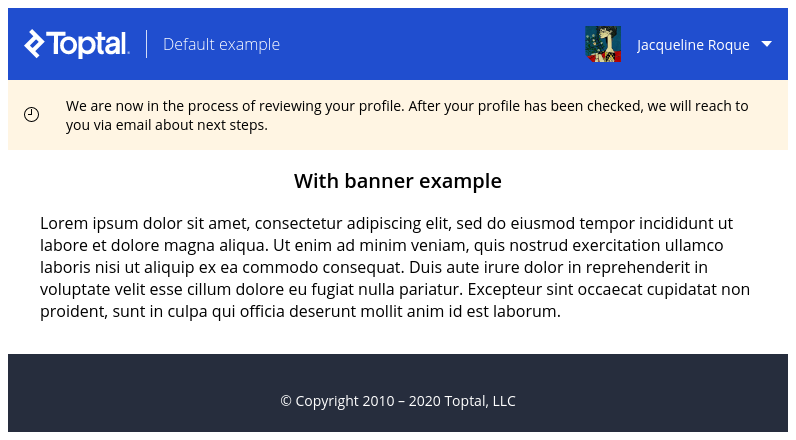 Toptal.
Default example
Jacqueline Roque
We are now in the process of reviewing your profile. After your profile has been checked, we will reach to
you via email about next steps.
With banner example
Lorem ipsum dolor sit amet, consectetur adipiscing elit, sed do eiusmod tempor incididunt ut
labore et dolore magna aliqua. Ut enim ad minim veniam, quis nostrud exercitation ullamco
laboris nisi ut aliquip ex ea commodo consequat. Duis aute irure dolor in reprehenderit in
voluptate velit esse cillum dolore eu fugiat nulla pariatur. Excepteur sint occaecat cupidatat non
proident, sunt in culpa qui officia deserunt mollit anim id est laborum.
© Copyright 2010 – 2020 Toptal, LLC